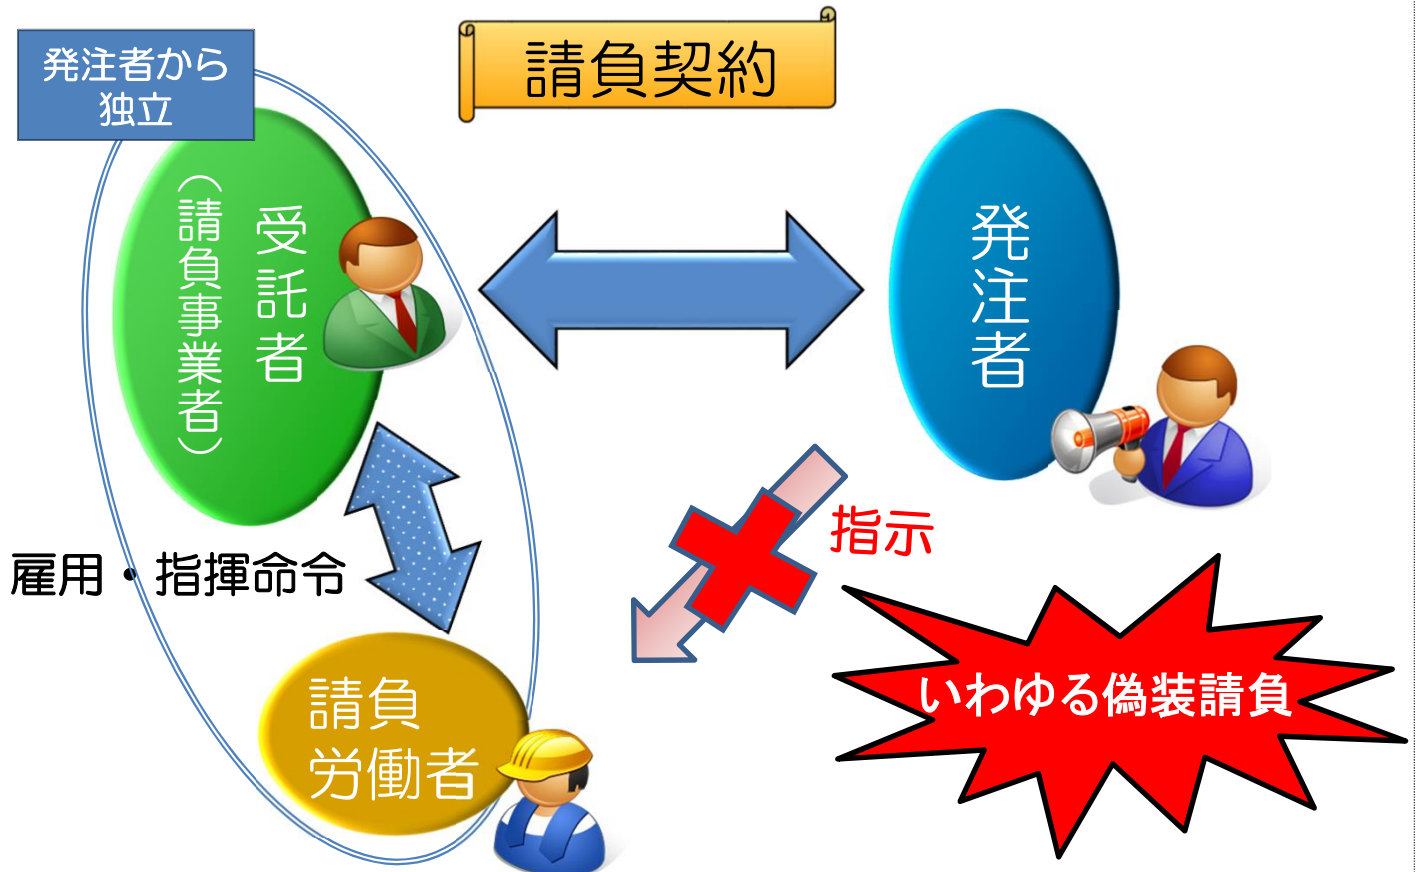 請負契約
発注者から
独立
受託者
（請負事業者）
発注者
指示
雇用・指揮命令
請負
労働者
いわゆる偽装請負